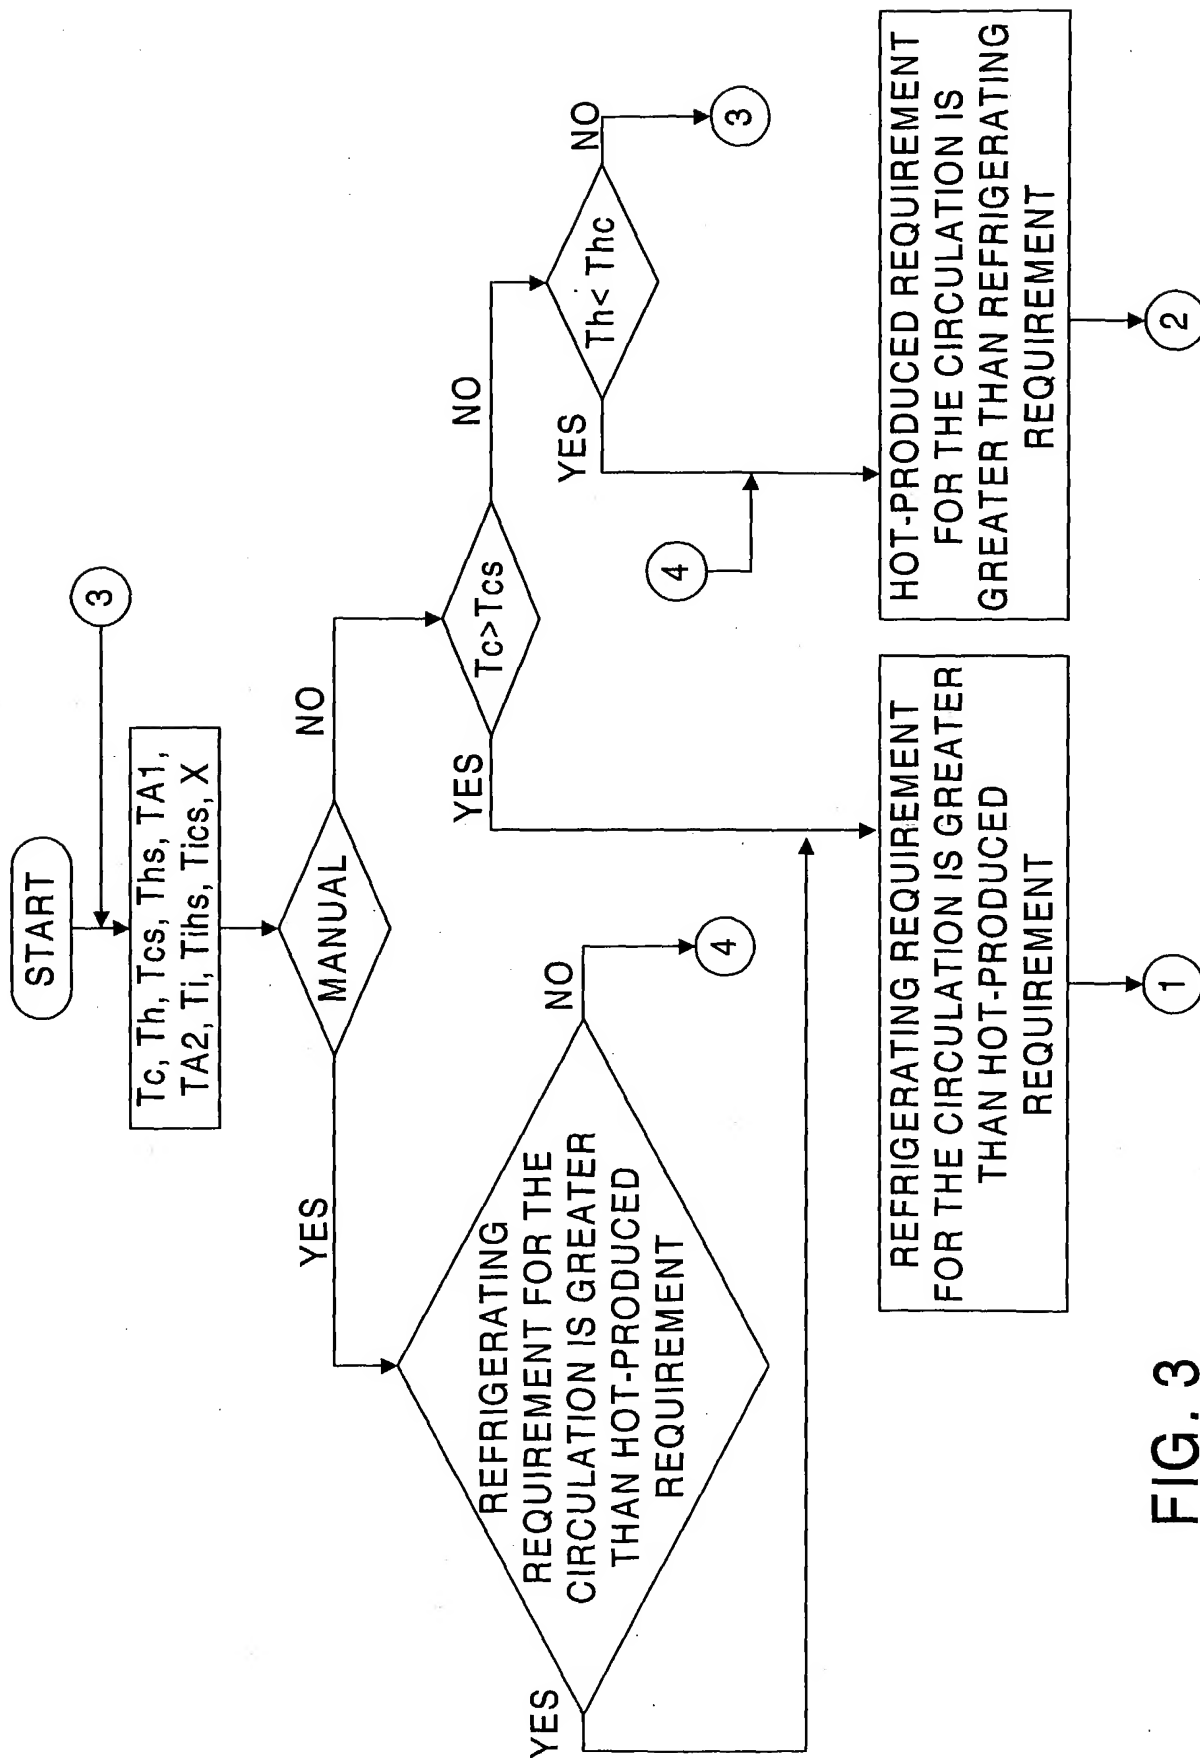 START
3
Tc, Th, Tcs, Ths, TA1,
TA2, Ti, Tihs, Tics, X
MANUAL
YES
NO
REFRIGERATING
REQUIREMENT FOR THE
CIRCULATION IS GREATER
THAN HOT-PRODUCED
REQUIREMENT
YES
NO
4
Tc>Tcs
YES
NO
Th< Thc
YES
NO
3
4
REFRIGERATING REQUIREMENT
FOR THE CIRCULATION IS GREATER
THAN HOT-PRODUCED
REQUIREMENT
1
HOT-PRODUCED REQUIREMENT
FOR THE CIRCULATION IS
GREATER THAN REFRIGERATING
REQUIREMENT
2
FIG. 3